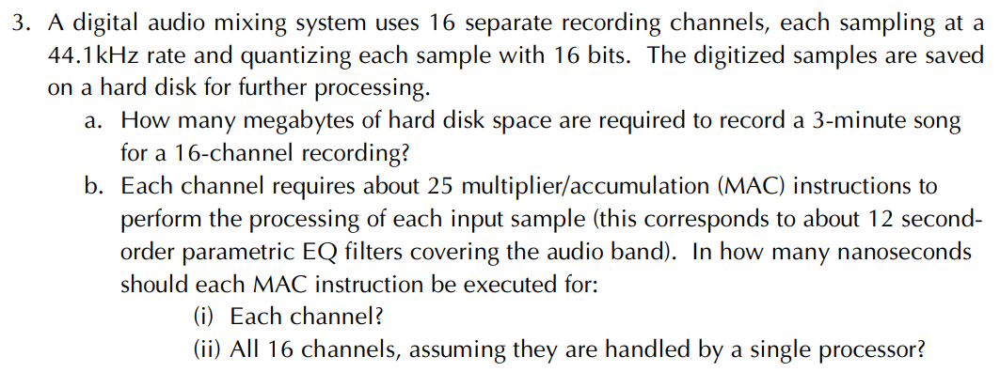 3. A digital audio mixing system uses 16 separate recording channels, each sampling at a
44.1kHz rate and quantizing each sample with 16 bits. The digitized samples are saved
on a hard disk for further processing.
a. How many megabytes of hard disk space are required to record a 3-minute song
for a 16-channel recording?
b. Each channel requires about 25 multiplier/accumulation (MAC) instructions to
perform the processing of each input sample (this corresponds to about 12 second-
order parametric EQ filters covering the audio band). In how many nanoseconds
should each MAC instruction be executed for:
(i) Each channel?
(ii) All 16 channels, assuming they are handled by a single processor?